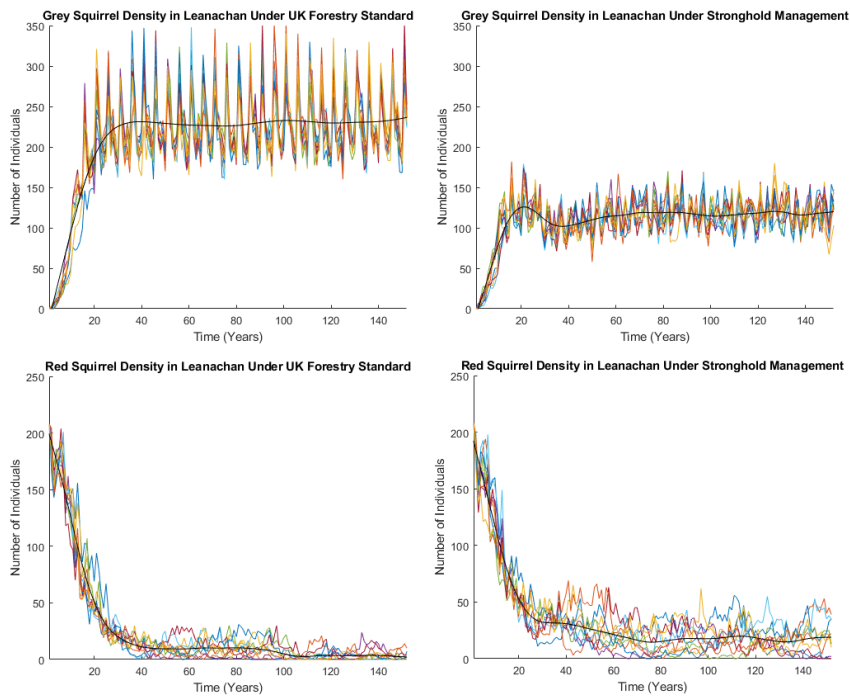 Grey Squirrel Density in Leanachan Under UK Forestry Standard
350
300
250
200
150
100
50
0
Number of Individuals
20 40 60 80 100 120 140
Time (Years)
Grey Squirrel Density in Leanachan Under Stronghold Management
350
300
250
200
150
100
50
0
Number of Individuals
20 40 60 80 100 120 140
Time (Years)
Red Squirrel Density in Leanachan Under UK Forestry Standard
250
200
150
100
50
0
Number of Individuals
20 40 60 80 100 120 140
Time (Years)
Red Squirrel Density in Leanachan Under Stronghold Management
250
200
150
100
50
0
Number of Individuals
20 40 60 80 100 120 140
Time (Years)